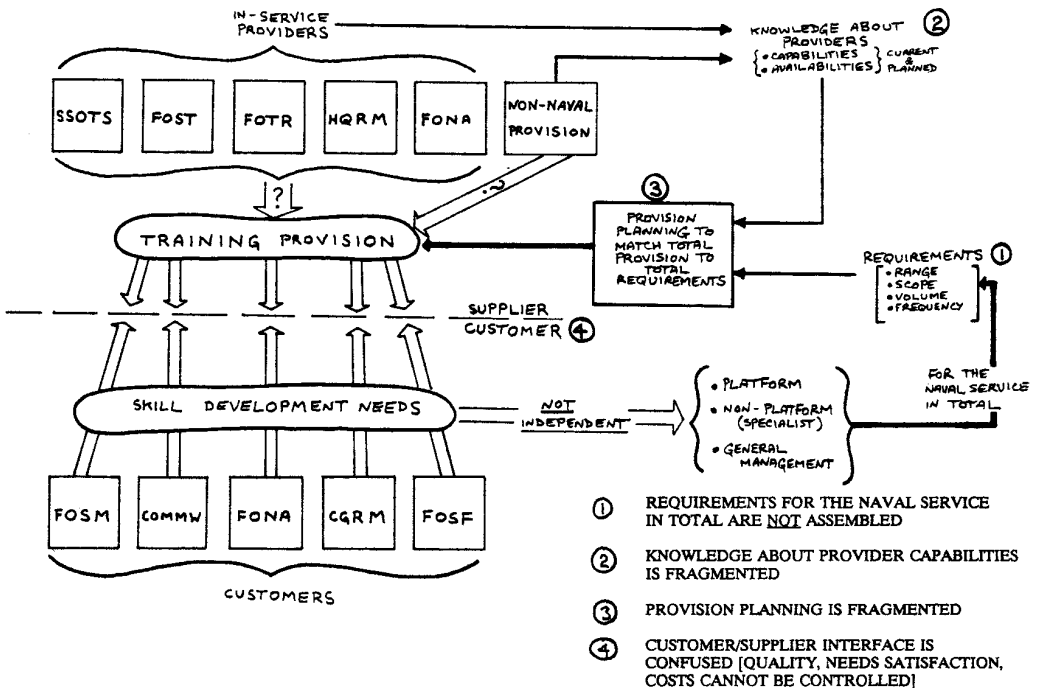 IN-SERVICE
PROVIDERS
KNOWLEDGE ABOUT
PROVIDERS
②
{ • CAPABILITIES
• AVAILABILITIES }
CURRENT
&
PLANNED
SSOTS
FOST
FOTR
HQRM
FONA
NON-NAVAL
PROVISION
?
?
③
PROVISION
PLANNING TO
MATCH TOTAL
PROVISION TO
TOTAL
REQUIREMENTS
TRAINING PROVISION
REQUIREMENTS ①
• RANGE
• SCOPE
• VOLUME
• FREQUENCY
SUPPLIER
CUSTOMER ④
SKILL DEVELOPMENT NEEDS
NOT
INDEPENDENT
• PLATFORM
• NON-PLATFORM
(SPECIALIST)
• GENERAL
MANAGEMENT
FOR THE
NAVAL SERVICE
IN TOTAL
FOSM
COMMW
FONA
CGRM
FOSF
CUSTOMERS
① REQUIREMENTS FOR THE NAVAL SERVICE
IN TOTAL ARE NOT ASSEMBLED
② KNOWLEDGE ABOUT PROVIDER CAPABILITIES
IS FRAGMENTED
③ PROVISION PLANNING IS FRAGMENTED
④ CUSTOMER/SUPPLIER INTERFACE IS
CONFUSED [QUALITY, NEEDS SATISFACTION,
COSTS CANNOT BE CONTROLLED]